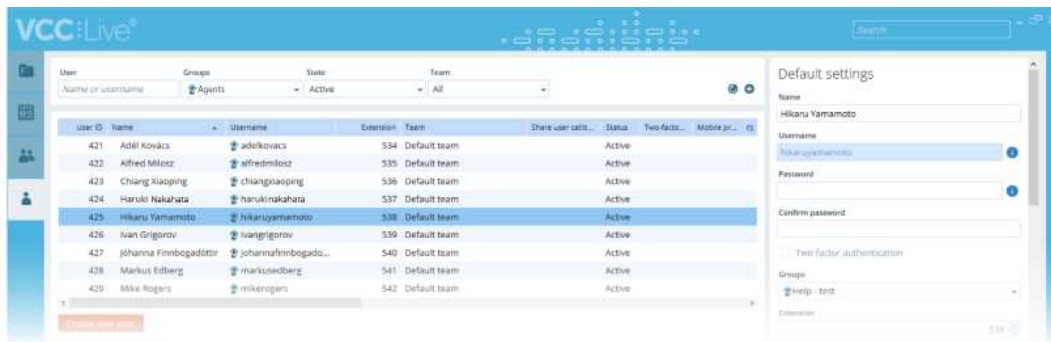 VCC:Live®
Search
User Groups State Team
Name or username Agents Active All
User ID Name Username Extension Team Share user callb... Status Two-facto... Mobile pr...
421 Adél Kovács adelkovacs 534 Default team Active
422 Alfred Milosz alfredmilosz 535 Default team Active
423 Chiang Xiaoping chiangxiaoping 536 Default team Active
424 Haruki Nakahata harukinakahata 537 Default team Active
425 Hikaru Yamamoto hikaruyamamoto 538 Default team Active
426 Ivan Grigorov ivangrigorov 539 Default team Active
427 Jóhanna Finnbogadóttir johannafinnbogado... 540 Default team Active
428 Markus Edberg markusedberg 541 Default team Active
429 Mike Rogers mikerogers 542 Default team Active
Create new user
Default settings
Name
Hikaru Yamamoto
Username
hikaruyamamoto
Password
Confirm password
Two factor authentication
Groups
Help - test
Extension
538